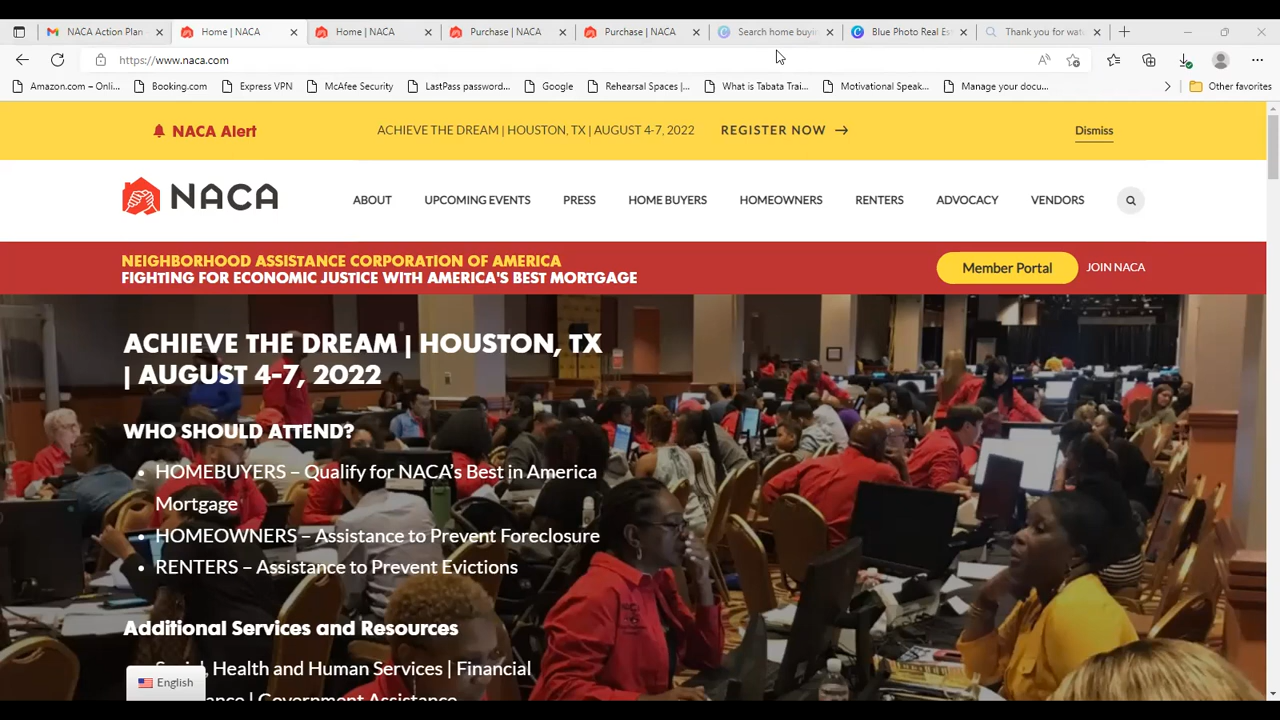 NACA Action Plan -
Home | NACA
Home | NACA
Purchase | NACA
Purchase | NACA
Search home buyin
Blue Photo Real Es
Thank you for wat
https://www.naca.com
Amazon.com – Onli...
Booking.com
Express VPN
McAfee Security
LastPass password...
Google
Rehearsal Spaces |...
What is Tabata Trai...
Motivational Speak...
Manage your docu...
Other favorites
NACA Alert
ACHIEVE THE DREAM | HOUSTON, TX | AUGUST 4-7, 2022
REGISTER NOW →
Dismiss
NACA
ABOUT
UPCOMING EVENTS
PRESS
HOME BUYERS
HOMEOWNERS
RENTERS
ADVOCACY
VENDORS
NEIGHBORHOOD ASSISTANCE CORPORATION OF AMERICA
FIGHTING FOR ECONOMIC JUSTICE WITH AMERICA'S BEST MORTGAGE
Member Portal
JOIN NACA
ACHIEVE THE DREAM | HOUSTON, TX
| AUGUST 4-7, 2022
WHO SHOULD ATTEND?
• HOMEBUYERS – Qualify for NACA's Best in America
Mortgage
• HOMEOWNERS – Assistance to Prevent Foreclosure
• RENTERS – Assistance to Prevent Evictions
Additional Services and Resources
Health and Human Services | Financial
| Government Assistance
English